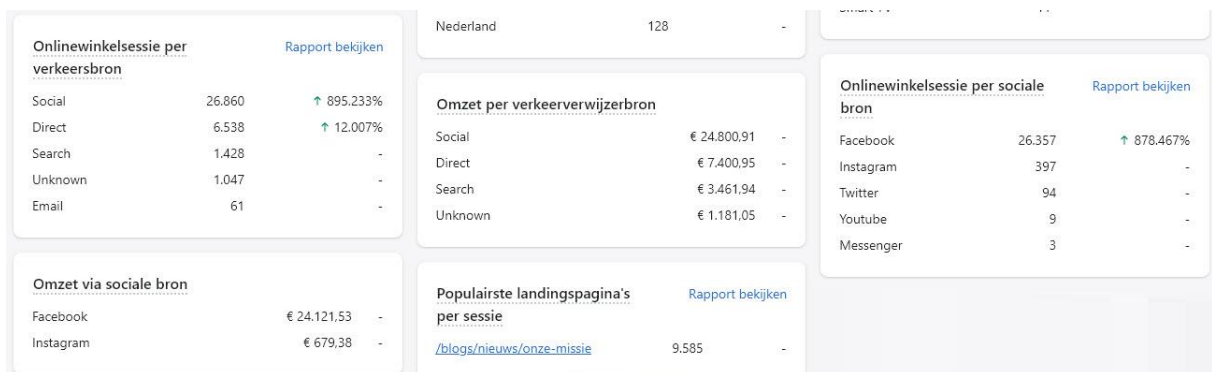 Onlinewinkelsessie per Rapport bekijken
verkeersbron
Social 26.860 ↑ 895.233%
Direct 6.538 ↑ 12.007%
Search 1.428 -
Unknown 1.047 -
Email 61 -
Omzet via sociale bron
Facebook € 24.121,53 -
Instagram € 679,38 -
Nederland 128 -
Omzet per verkeerverwijzerbron
Social € 24.800,91 -
Direct € 7.400,95 -
Search € 3.461,94 -
Unknown € 1.181,05 -
Populairste landingspagina's Rapport bekijken
per sessie
/blogs/nieuws/onze-missie 9.585 -
Onlinewinkelsessie per sociale Rapport bekijken
bron
Facebook 26.357 ↑ 878.467%
Instagram 397 -
Twitter 94 -
Youtube 9 -
Messenger 3 -